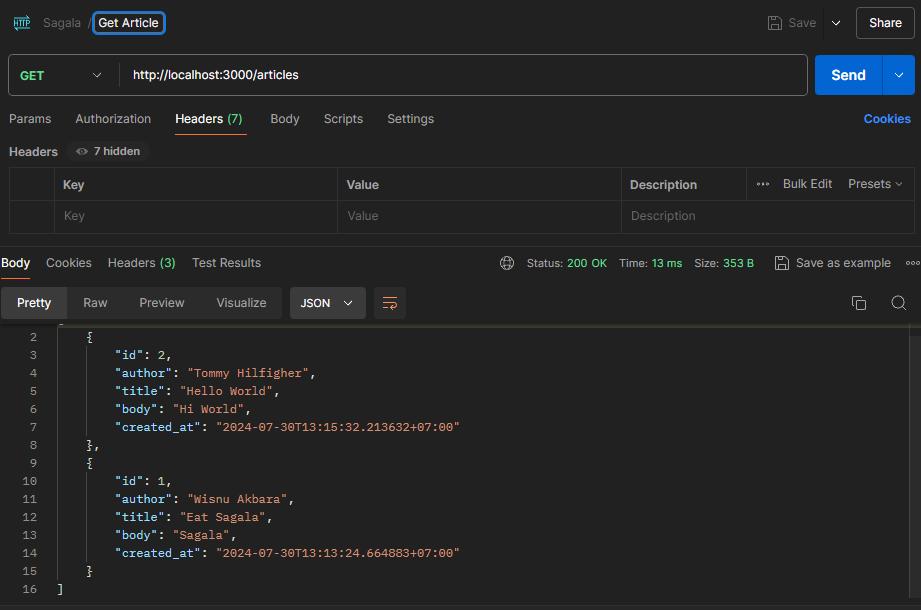 HTTP Sagala / Get Article Save Share
GET http://localhost:3000/articles Send
Params Authorization Headers (7) Body Scripts Settings Cookies
Headers 7 hidden
Key Value Description ••• Bulk Edit Presets
Key Value Description
Body Cookies Headers (3) Test Results Status: 200 OK Time: 13 ms Size: 353 B Save as example •••
Pretty Raw Preview Visualize JSON
2 {
3 "id": 2,
4 "author": "Tommy Hilfigher",
5 "title": "Hello World",
6 "body": "Hi World",
7 "created_at": "2024-07-30T13:15:32.213632+07:00"
8 },
9 {
10 "id": 1,
11 "author": "Wisnu Akbara",
12 "title": "Eat Sagala",
13 "body": "Sagala",
14 "created_at": "2024-07-30T13:13:24.664883+07:00"
15 }
16 ]